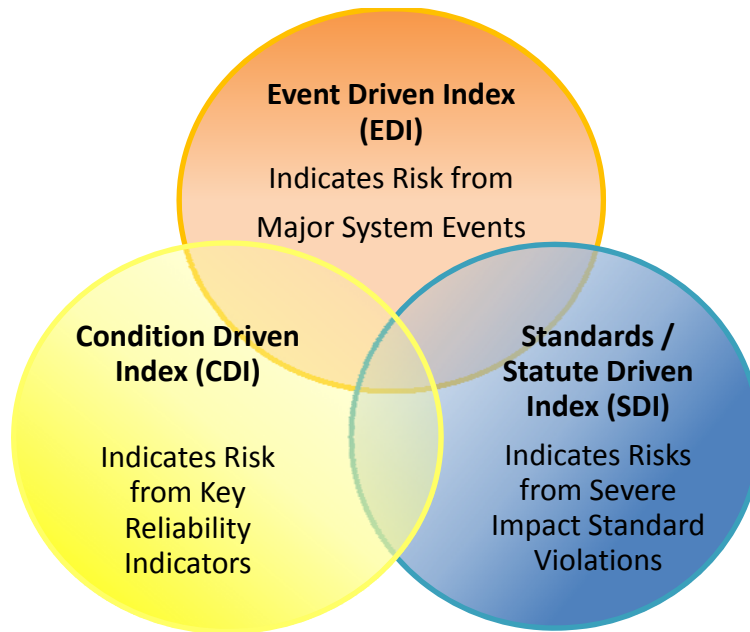 Event Driven Index
(EDI)
Indicates Risk from
Major System Events
Condition Driven
Index (CDI)
Indicates Risk
from Key
Reliability
Indicators
Standards /
Statute Driven
Index (SDI)
Indicates Risks
from Severe
Impact Standard
Violations